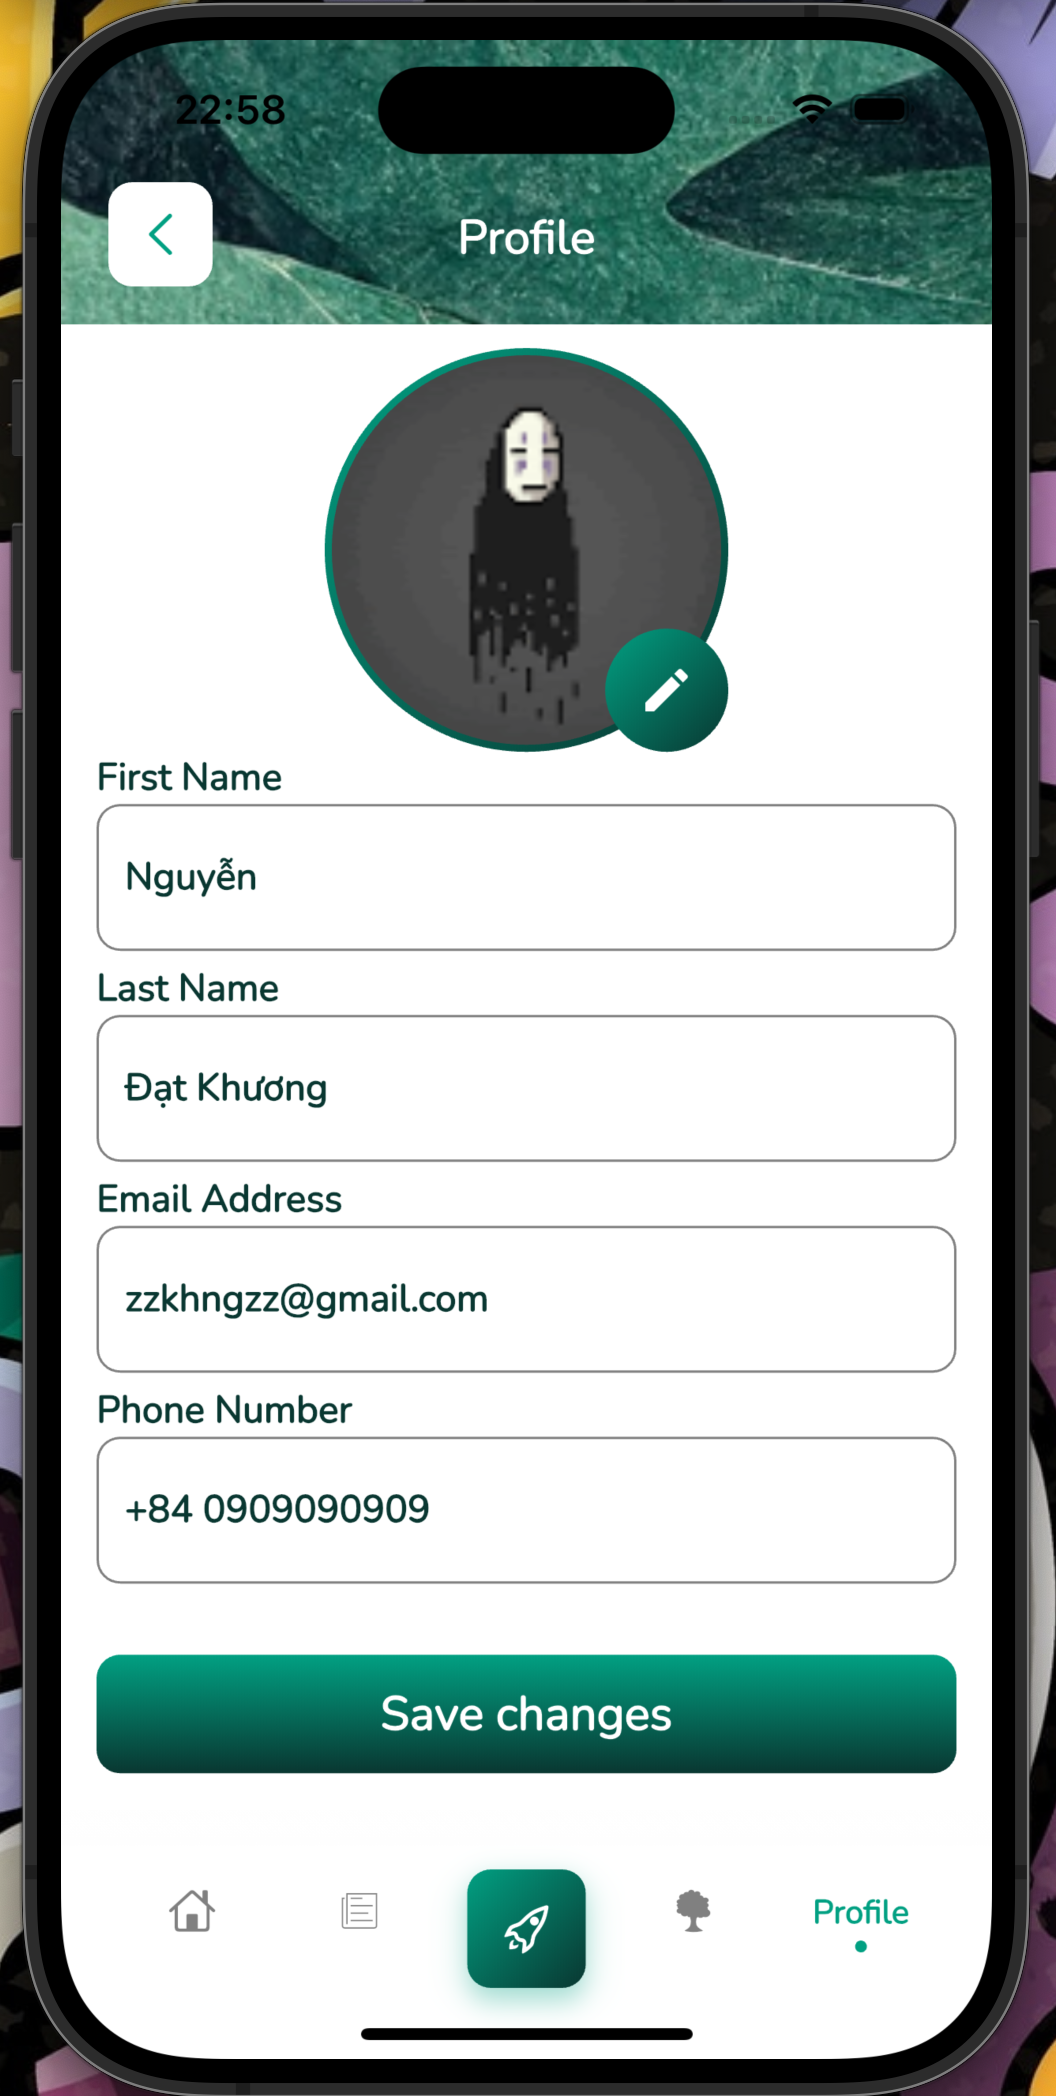 22:58
Profile
First Name
Nguyễn
Last Name
Đạt Khương
Email Address
zzkhngzz@gmail.com
Phone Number
+84 0909090909
Save changes
Profile